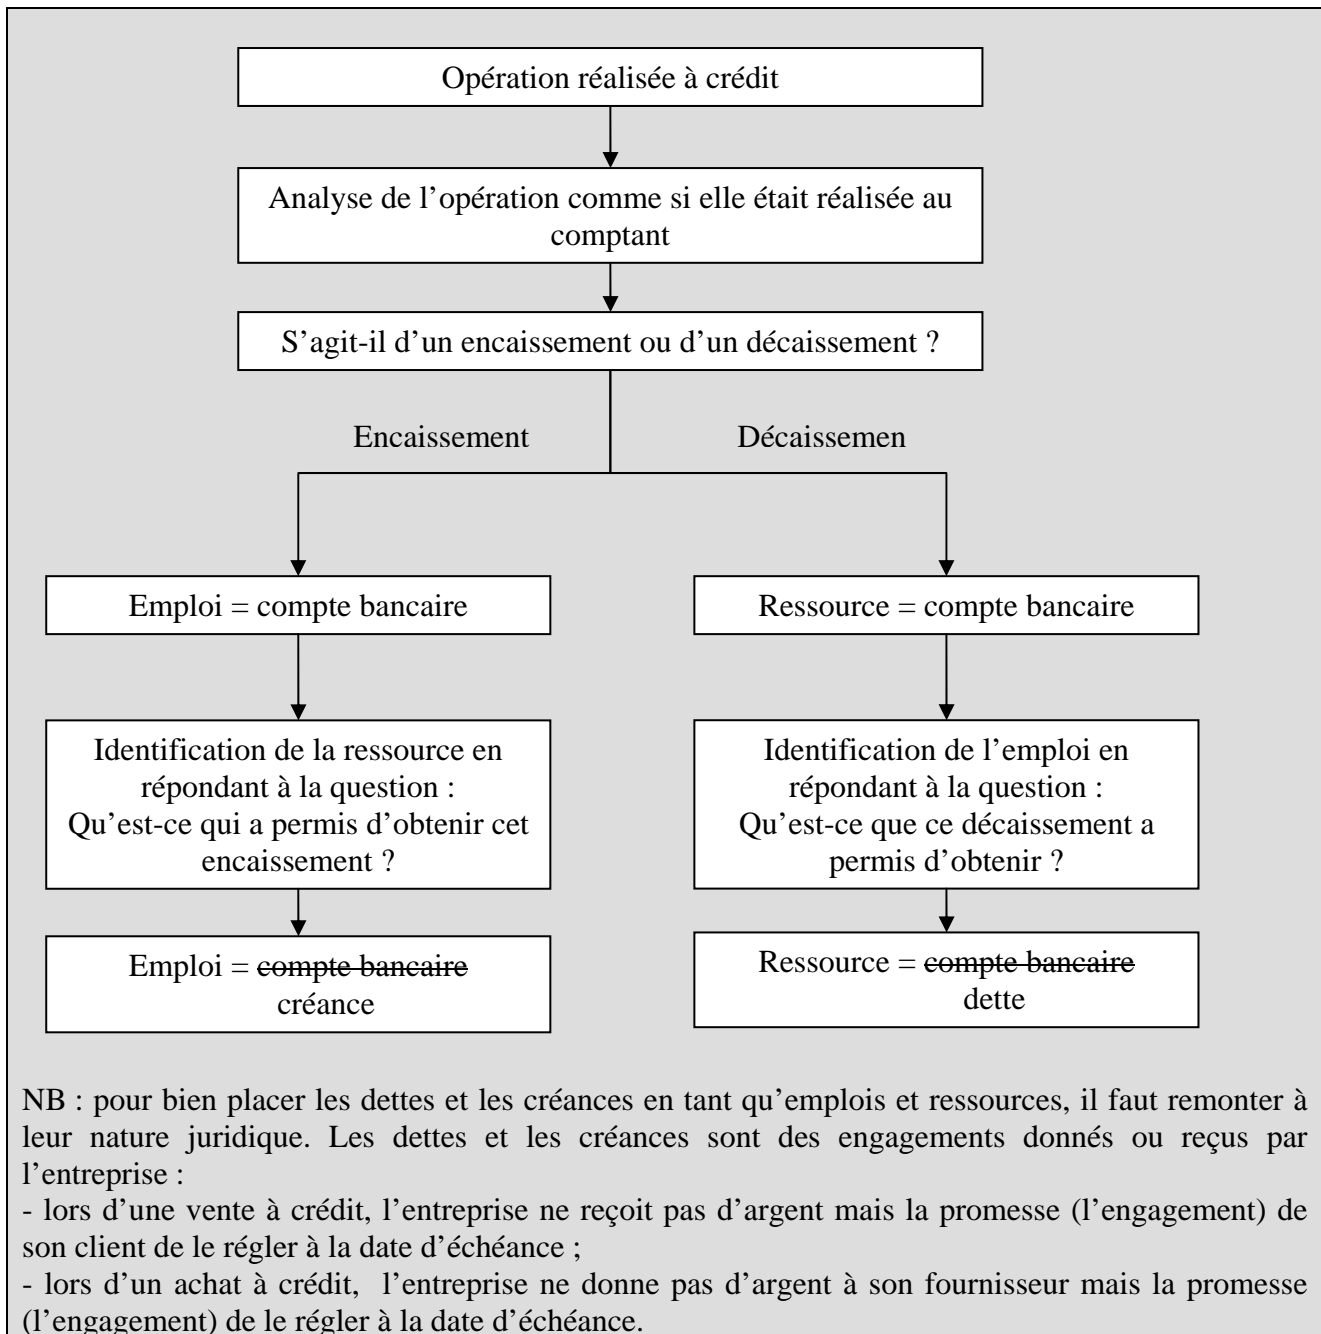 Opération réalisée à crédit
Analyse de l’opération comme si elle était réalisée au
comptant
S’agit-il d’un encaissement ou d’un décaissement ?
Encaissement
Décaissemen
Emploi = compte bancaire
Ressource = compte bancaire
Identification de la ressource en
répondant à la question :
Qu’est-ce qui a permis d’obtenir cet
encaissement ?
Identification de l’emploi en
répondant à la question :
Qu’est-ce que ce décaissement a
permis d’obtenir ?
Emploi = compte bancaire
créance
Ressource = compte bancaire
dette
NB : pour bien placer les dettes et les créances en tant qu’emplois et ressources, il faut remonter à
leur nature juridique. Les dettes et les créances sont des engagements donnés ou reçus par
l’entreprise :
- lors d’une vente à crédit, l’entreprise ne reçoit pas d’argent mais la promesse (l’engagement) de
son client de le régler à la date d’échéance ;
- lors d’un achat à crédit, l’entreprise ne donne pas d’argent à son fournisseur mais la promesse
(l’engagement) de le régler à la date d’échéance.